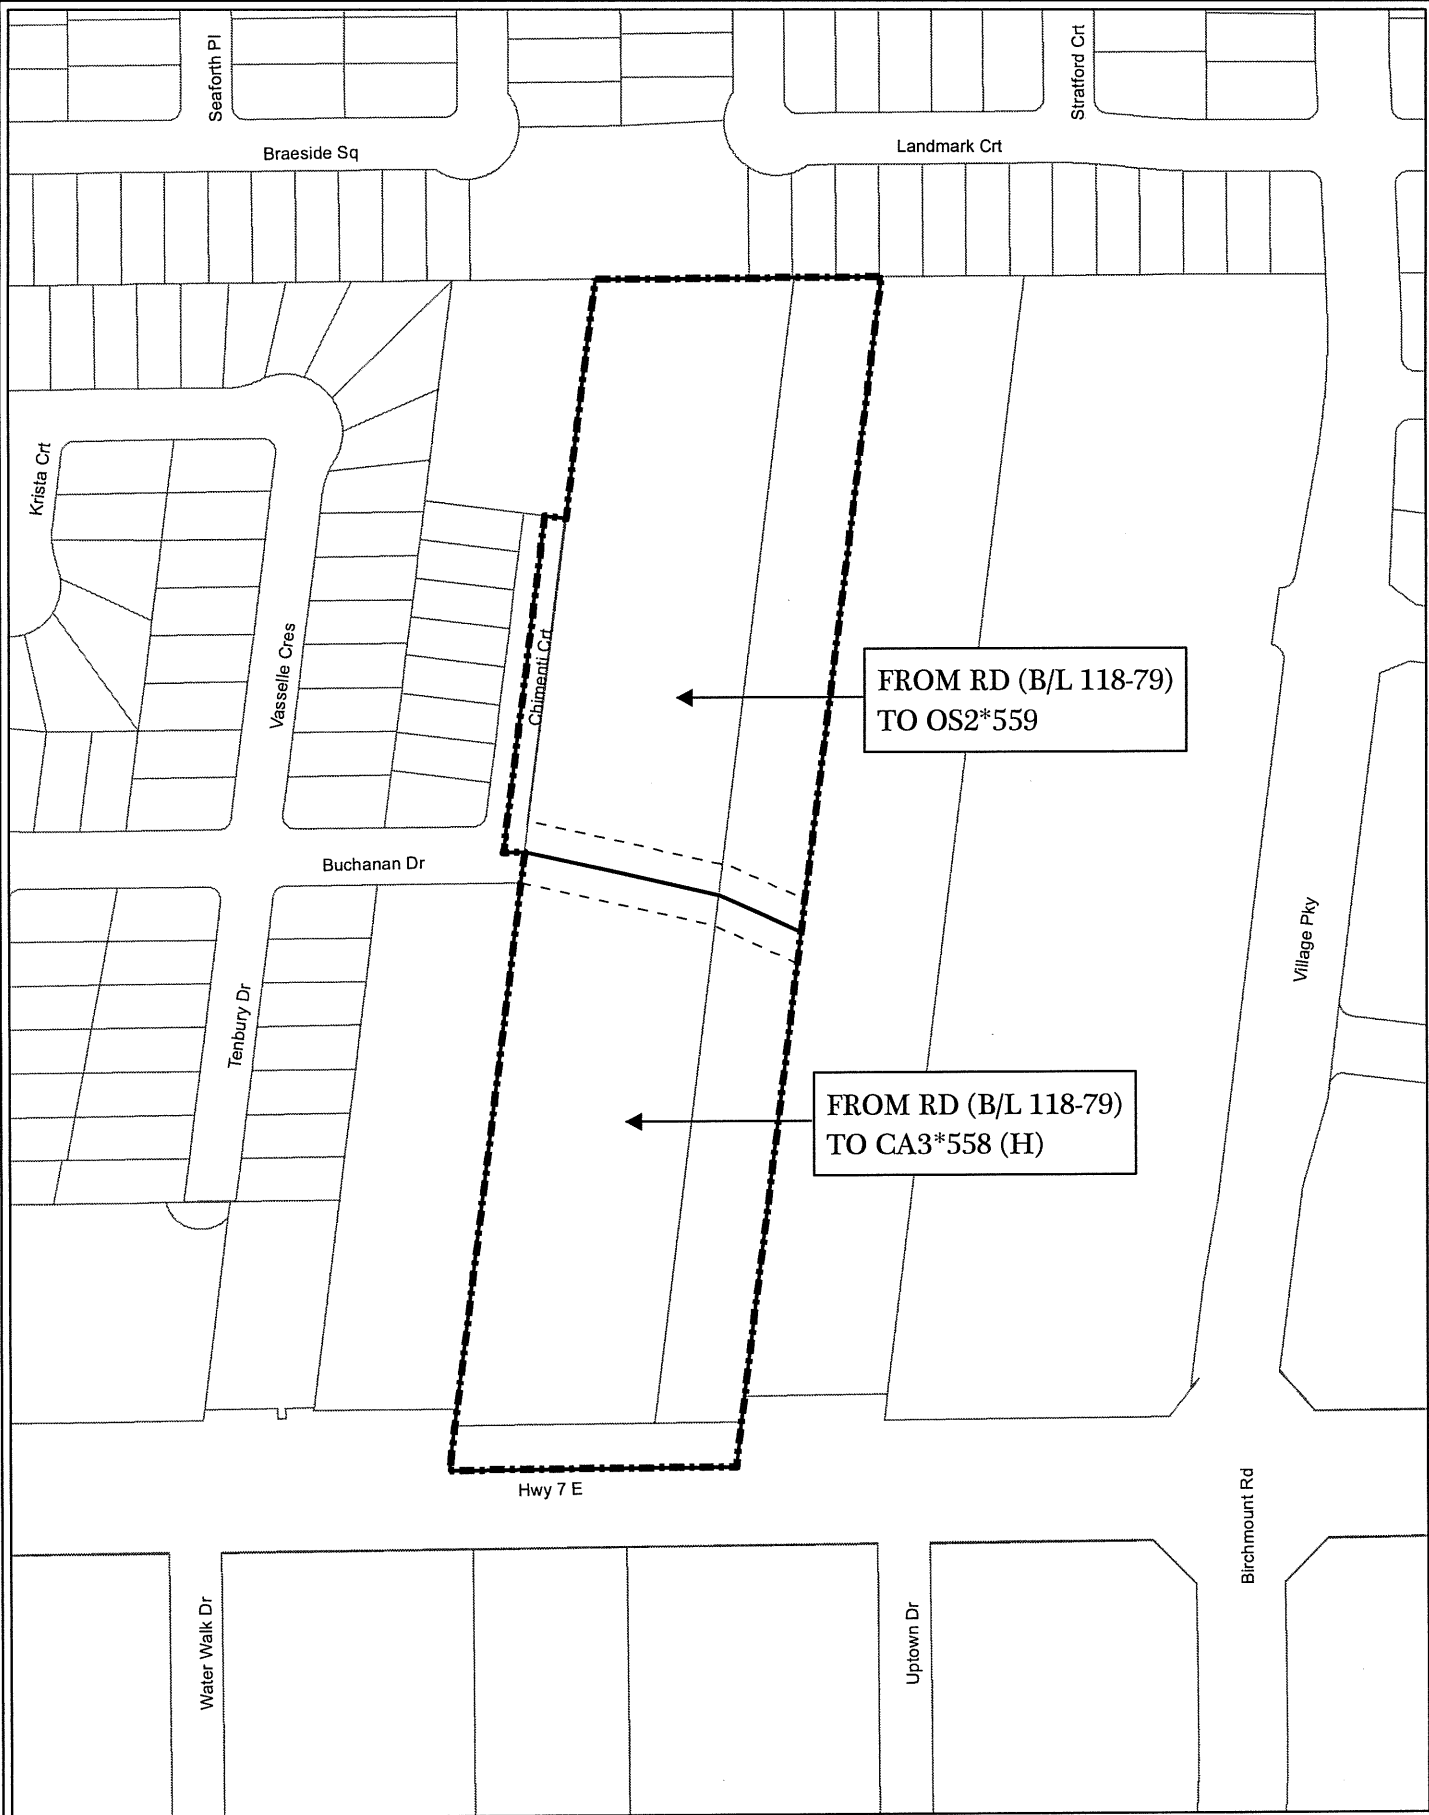 Seaforth Pl
Stratford Crt
Braeside Sq
Landmark Crt
Krista Crt
Vasselle Cres
Chimenti Crt
FROM RD (B/L 118-79)
TO OS2*559
Buchanan Dr
Village Pky
Tenbury Dr
FROM RD (B/L 118-79)
TO CA3*558 (H)
Hwy 7 E
Birchmount Rd
Water Walk Dr
Uptown Dr